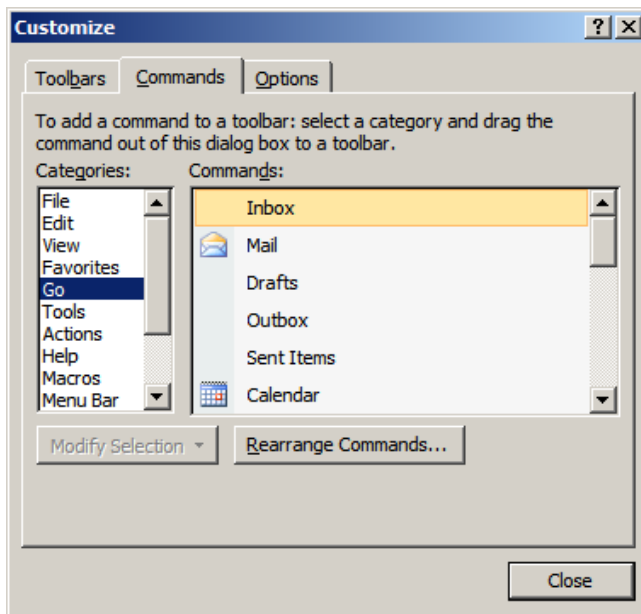 Customize
Toolbars Commands Options
To add a command to a toolbar: select a category and drag the
command out of this dialog box to a toolbar.
Categories: Commands:
File
Edit
View
Favorites
Go
Tools
Actions
Help
Macros
Menu Bar
Inbox
Mail
Drafts
Outbox
Sent Items
Calendar
Modify Selection Rearrange Commands...
Close